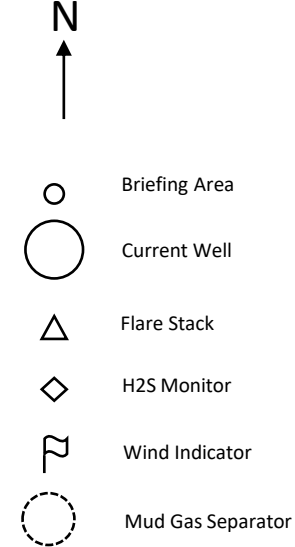 N
Briefing Area
Current Well
Flare Stack
H2S Monitor
Wind Indicator
Mud Gas Separator